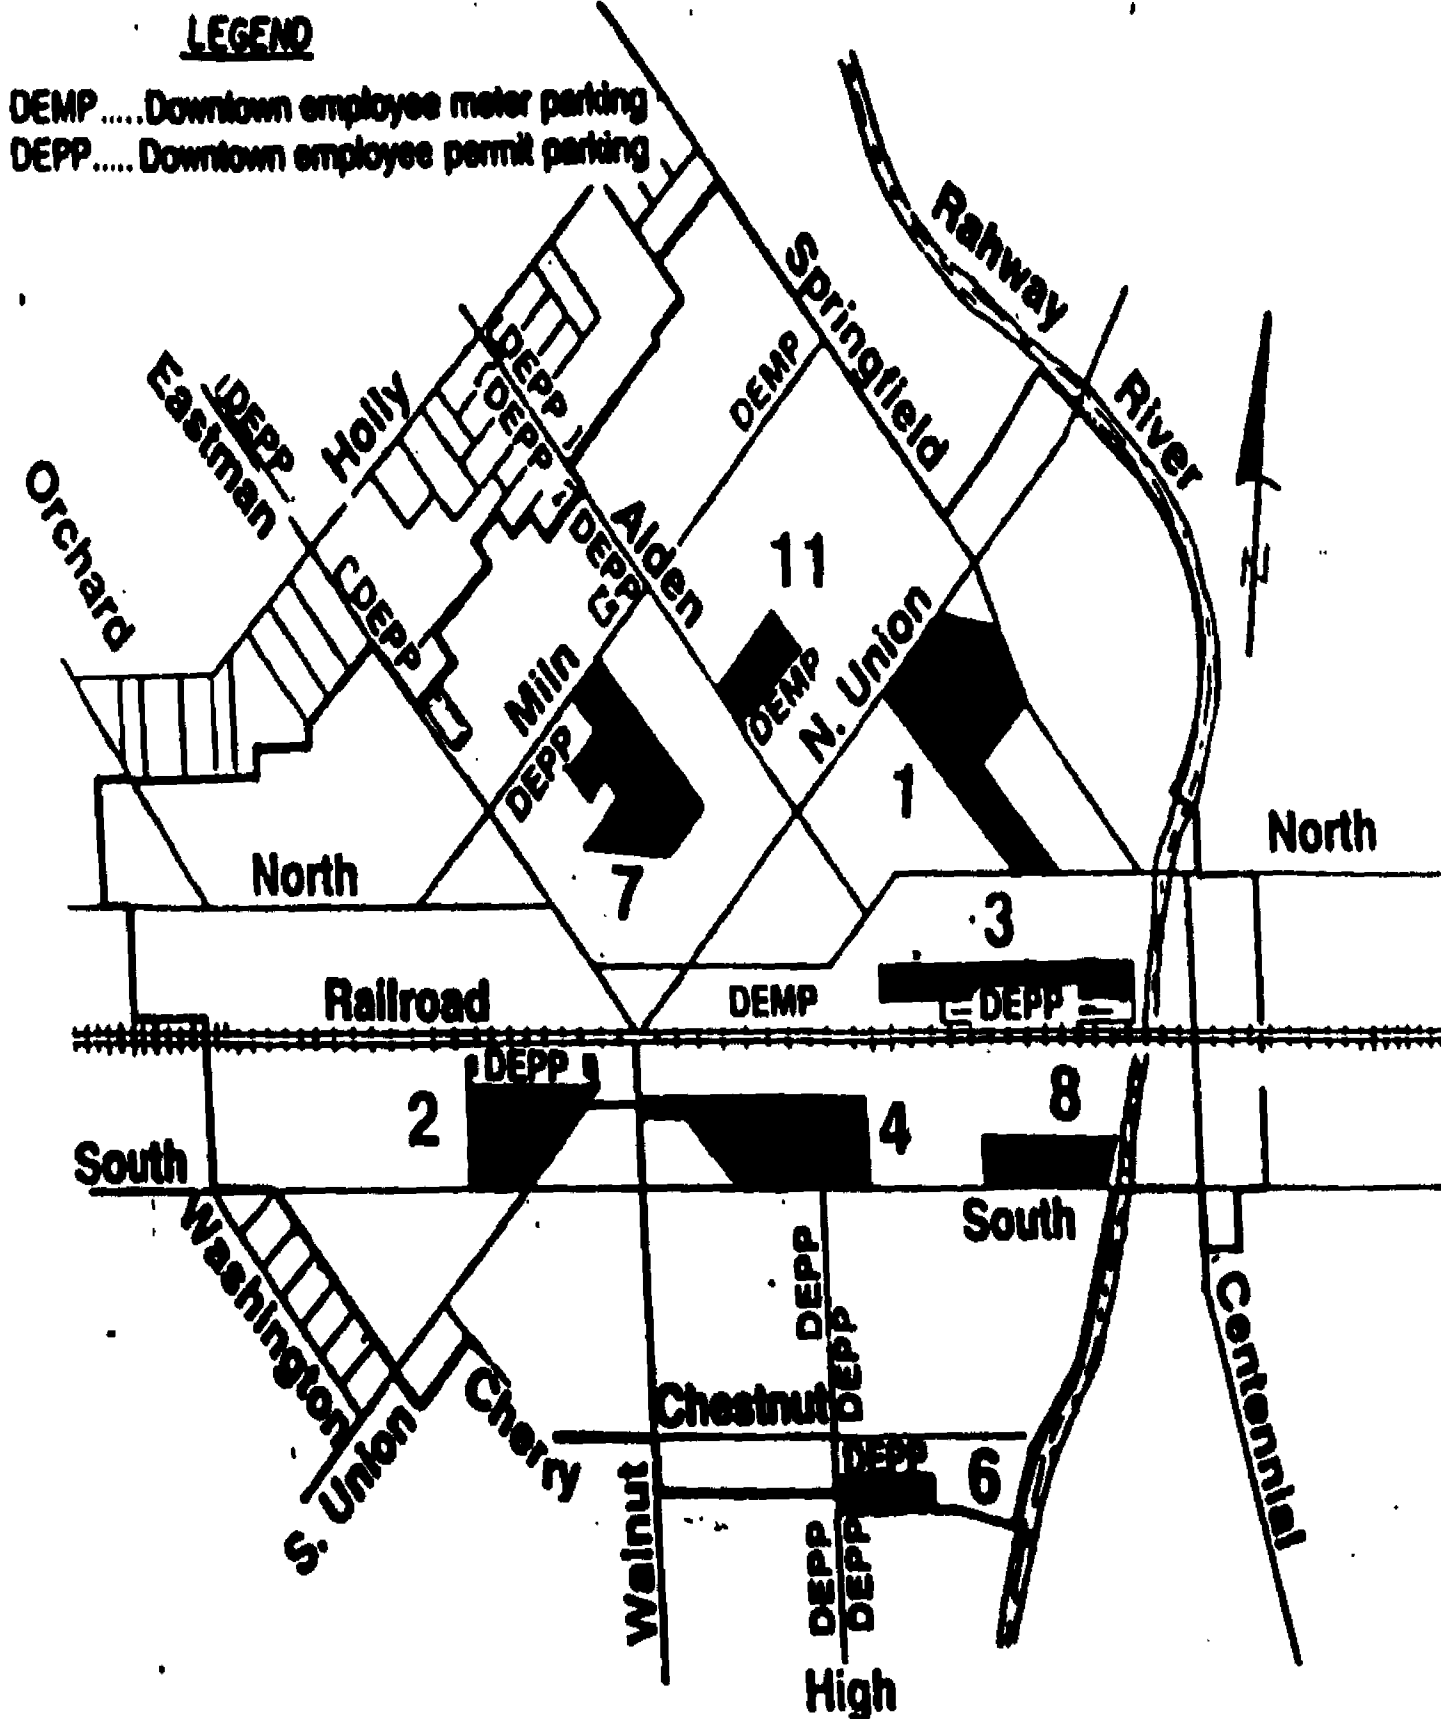 LEGEND
DEMP.....Downtown employee meter parking
DEPP..... Downtown employee permit parking
Rahway
River
Springfield
DEMP
DEPP
DEPP
Holly
DEPP
Eastman
Orchard
Alden
DEPP
11
DEPP
N. Union
DEMP
Miln
DEPP
1
7
North
North
3
Railroad
DEMP
DEPP
N
DEPP
2
4
8
South
South
Washington
DEPP
DEPP
Centennial
Cherry
Chestnut
S. Union
DEPP
6
Walnut
DEPP
DEPP
High